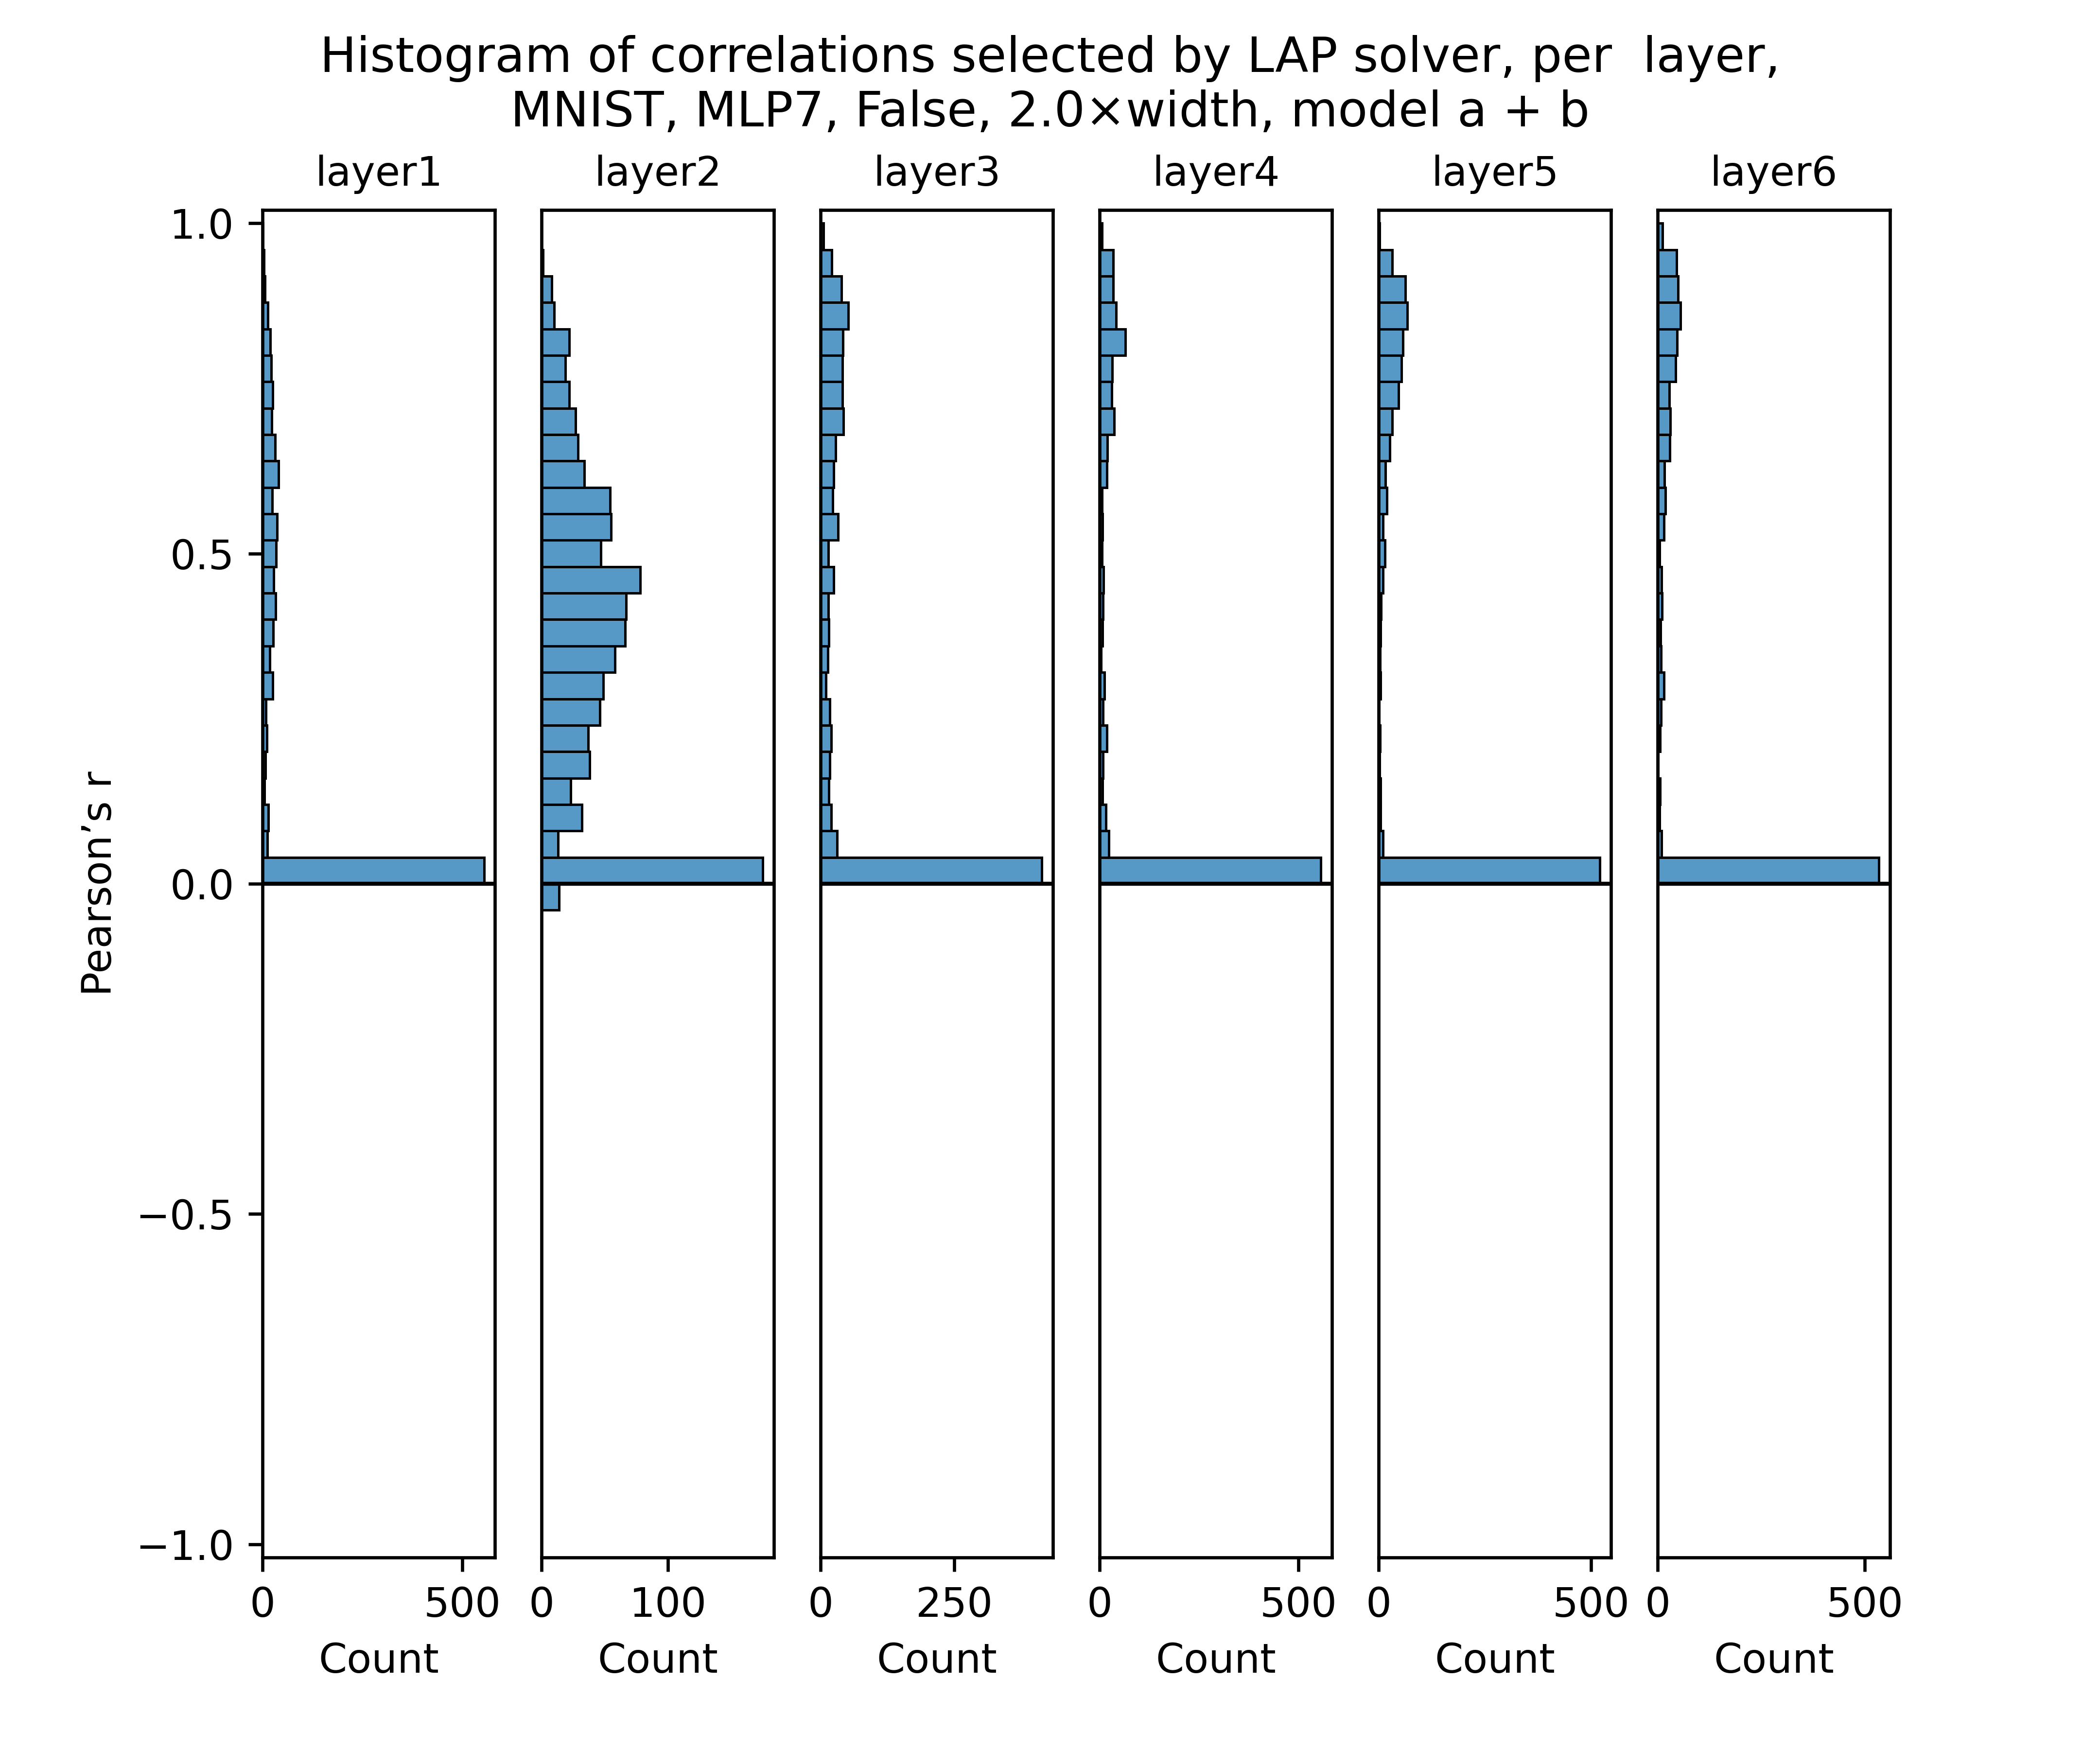 Histogram of correlations selected by LAP solver, per  layer,
MNIST, MLP7, False, 2.0×width, model a + b
layer1 layer2 layer3 layer4 layer5 layer6
1.0
0.5
0.0
−0.5
−1.0
Pearson’s r
0 500 0 100 0 250 0 500 0 500 0 500
Count Count Count Count Count Count